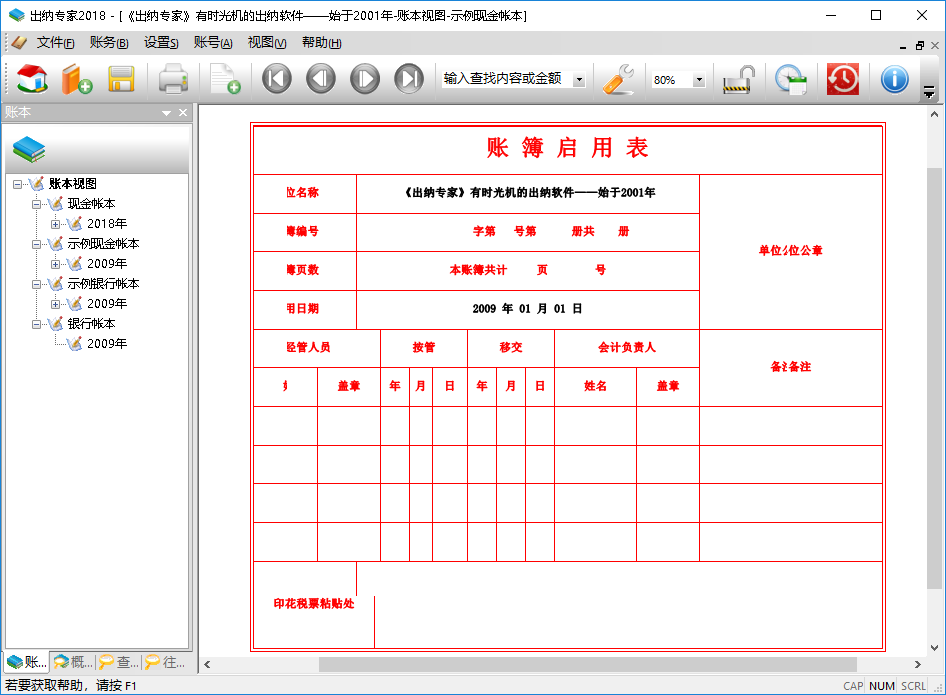 出纳专家2018 - [《出纳专家》有时光机的出纳软件——始于2001年-账本视图-示例现金帐本]
文件(F) 账务(B) 设置(S) 账号(A) 视图(V) 帮助(H)
输入查找内容或金额 80%
账本
账本视图
现金帐本
2018年
示例现金帐本
2009年
示例银行帐本
2009年
银行帐本
2009年
账簿启用表
位名称 《出纳专家》有时光机的出纳软件——始于2001年
簿编号 字第 号第 册共 册
单位 位公章
簿页数 本账簿共计 页 号
用日期 2009 年 01 月 01 日
经管人员 按管 移交 会计负责人
备 备注
盖章 年 月 日 年 月 日 姓名 盖章
印花税票粘贴处
账... 概... 查... 往...
若要获取帮助，请按 F1 CAP NUM SCRL